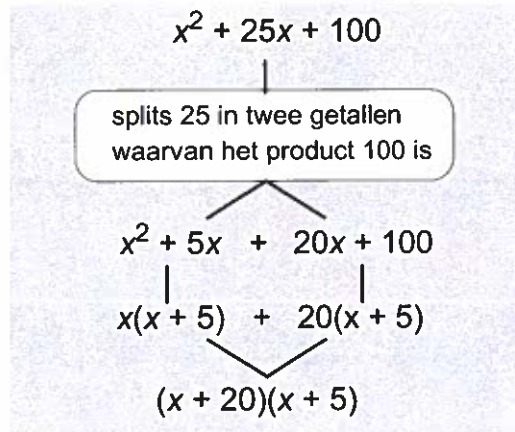 x² + 25x + 100
splits 25 in twee getallen
waarvan het product 100 is
x² + 5x + 20x + 100
x(x + 5) + 20(x + 5)
(x + 20)(x + 5)